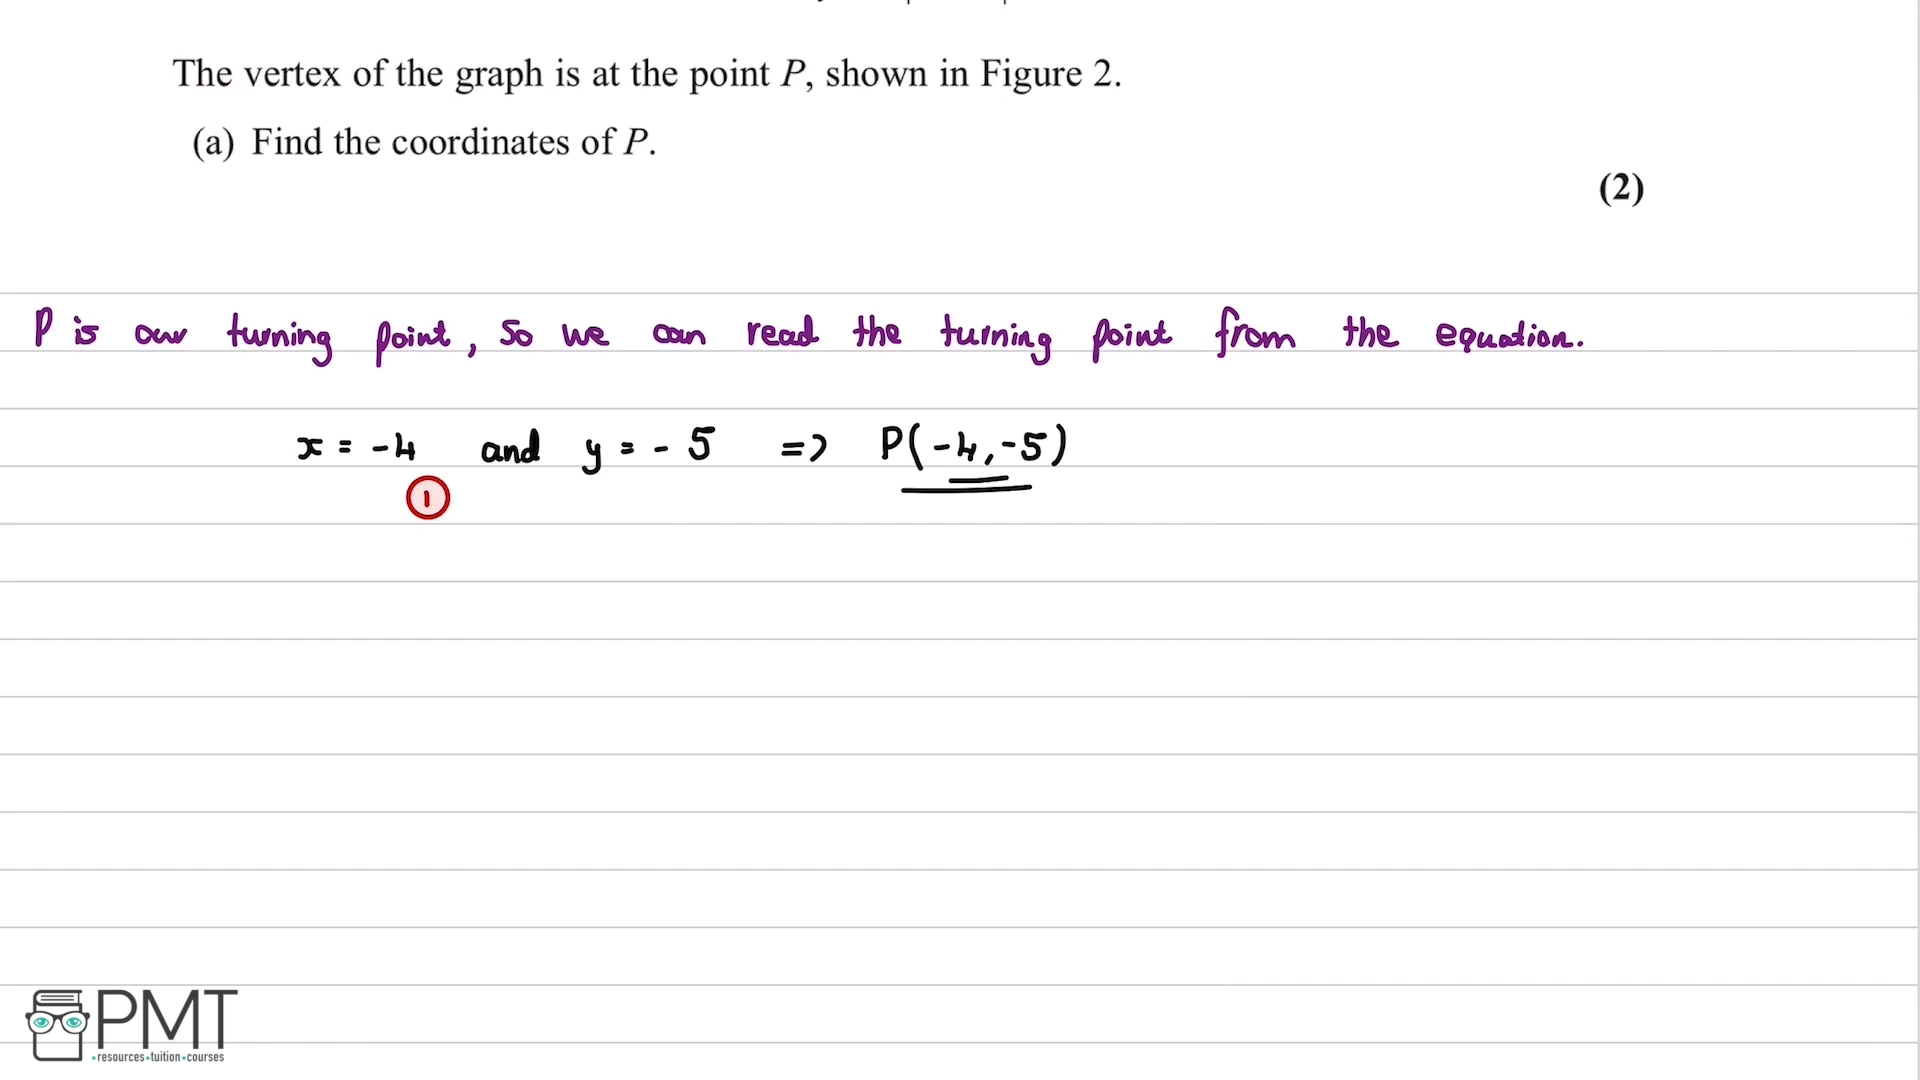 The vertex of the graph is at the point P, shown in Figure 2.
(a) Find the coordinates of P.
(2)
P is our turning point, so we can read the turning point from the equation.
x = -4 and y = -5 => P(-4,-5)
1
PMT
•resources•tuition•courses